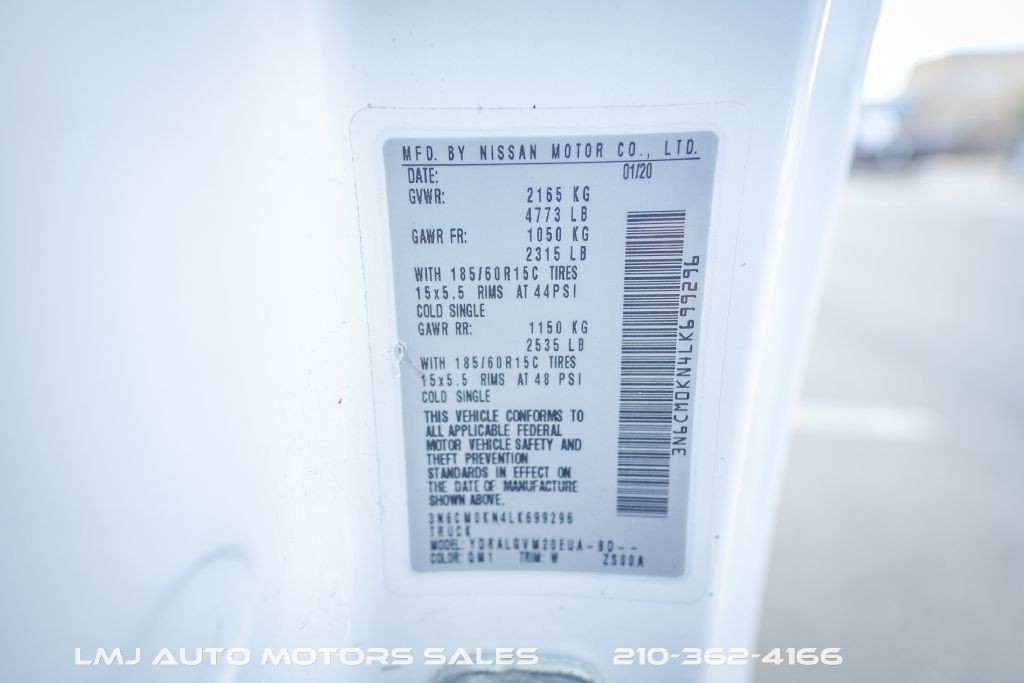 MFD. BY NISSAN MOTOR CO., LTD.
DATE: 01/20
GVWR: 2165 KG
4773 LB
GAWR FR: 1050 KG
2315 LB
WITH 185/60R15C TIRES
15x5.5 RIMS AT 44PSI
COLD SINGLE
GAWR RR: 1150 KG
2535 LB
WITH 185/60R15C TIRES
15x5.5 RIMS AT 48 PSI
COLD SINGLE
THIS VEHICLE CONFORMS TO
ALL APPLICABLE FEDERAL
MOTOR VEHICLE SAFETY AND
THEFT PREVENTION
STANDARDS IN EFFECT ON
THE DATE OF MANUFACTURE
SHOWN ABOVE.
3N6CM0KN4LK699296
TRUCK
MODEL:
COLOR: QM1 TRIM: W
3N6CM0KN4LK699296
LMJ AUTO MOTORS SALES 210-362-4166